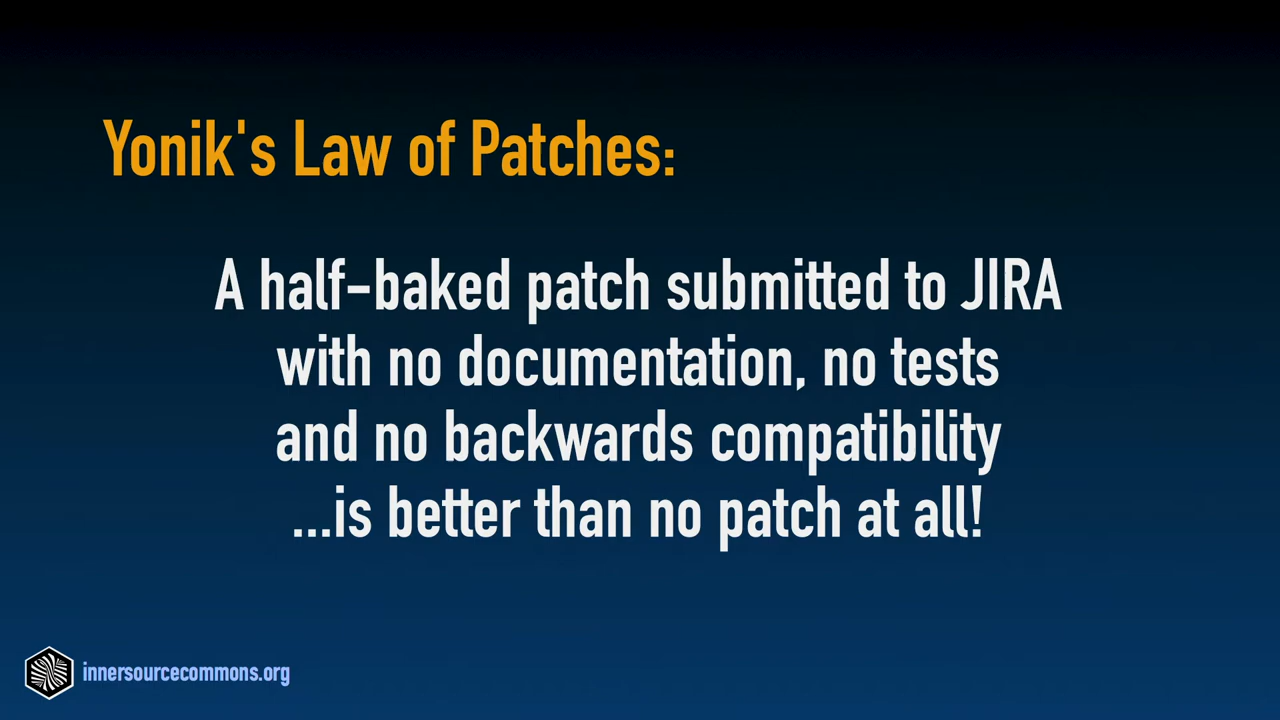 Yonik's Law of Patches:
A half-baked patch submitted to JIRA
with no documentation, no tests
and no backwards compatibility
...is better than no patch at all!
innersourcecommons.org